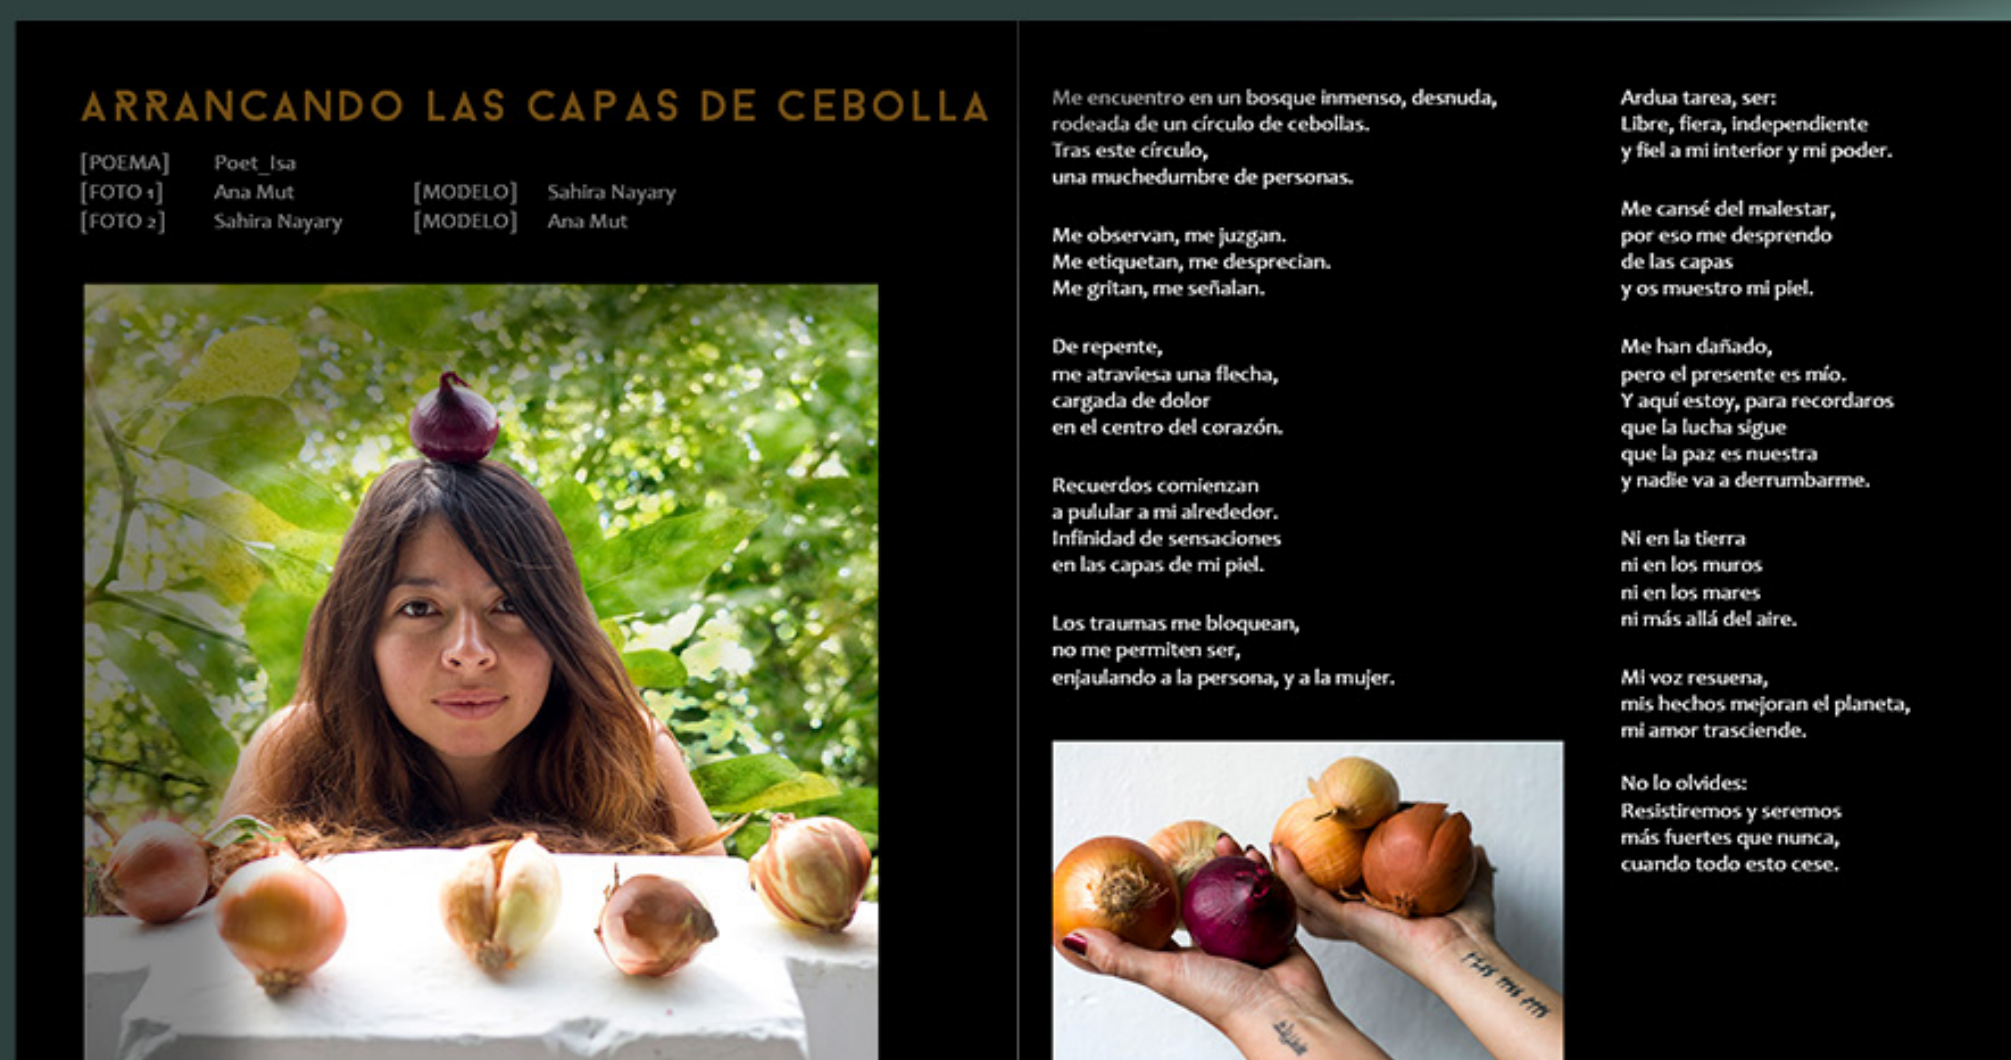 ARRANCANDO LAS CAPAS DE CEBOLLA
[POEMA] Poet_Isa
[FOTO 1] Ana Mut [MODELO] Sahira Nayary
[FOTO 2] Sahira Nayary [MODELO] Ana Mut
Me encuentro en un bosque inmenso, desnuda,
rodeada de un círculo de cebollas.
Tras este círculo,
una muchedumbre de personas.
Me observan, me juzgan.
Me etiquetan, me desprecian.
Me gritan, me señalan.
De repente,
me atraviesa una flecha,
cargada de dolor
en el centro del corazón.
Recuerdos comienzan
a pulular a mi alrededor.
Infinidad de sensaciones
en las capas de mi piel.
Los traumas me bloquean,
no me permiten ser,
enjaulando a la persona, y a la mujer.
Ardua tarea, ser:
Libre, fiera, independiente
y fiel a mi interior y mi poder.
Me cansé del malestar,
por eso me desprendo
de las capas
y os muestro mi piel.
Me han dañado,
pero el presente es mío.
Y aquí estoy, para recordaros
que la lucha sigue
que la paz es nuestra
y nadie va a derrumbarme.
Ni en la tierra
ni en los muros
ni en los mares
ni más allá del aire.
Mi voz resuena,
mis hechos mejoran el planeta,
mi amor trasciende.
No lo olvides:
Resistiremos y seremos
más fuertes que nunca,
cuando todo esto cese.